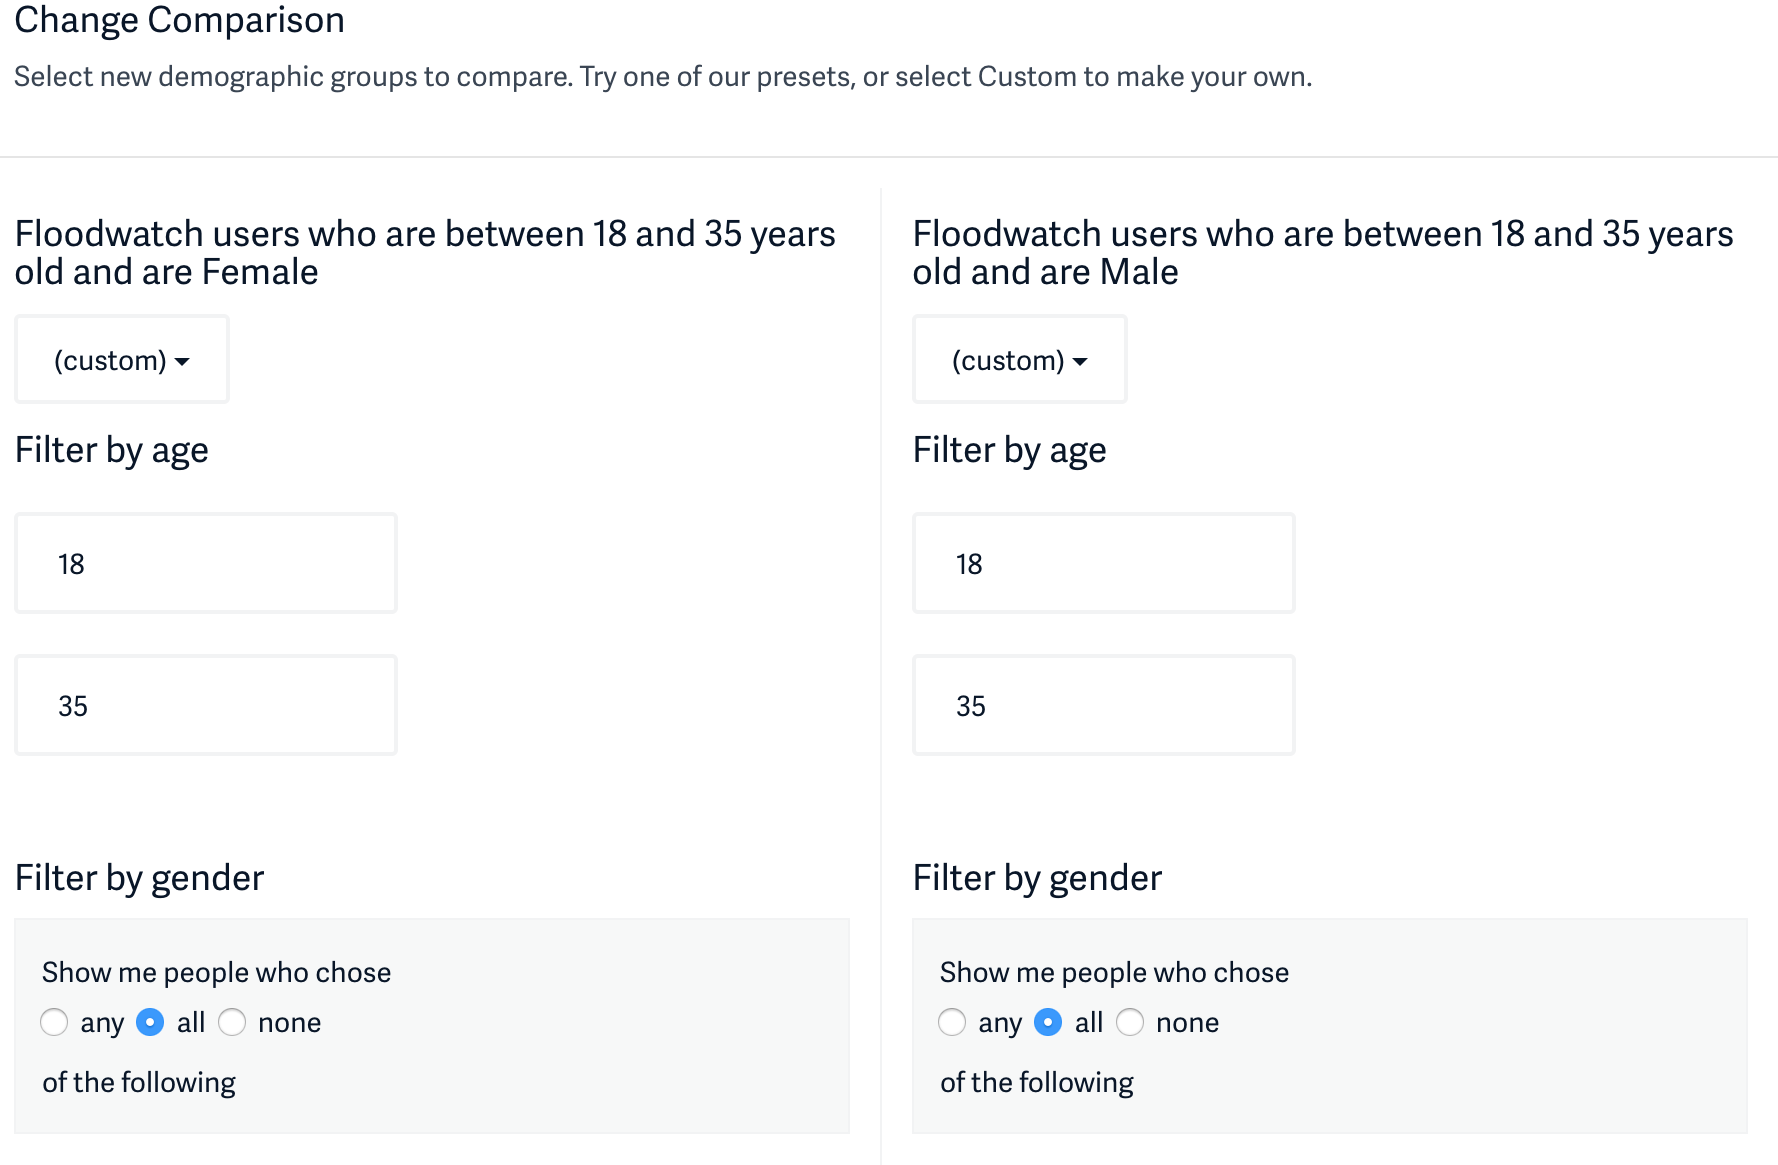 Change Comparison
Select new demographic groups to compare. Try one of our presets, or select Custom to make your own.
Floodwatch users who are between 18 and 35 years
old and are Female
(custom)
Filter by age
18
35
Filter by gender
Show me people who chose
any all none
of the following
Floodwatch users who are between 18 and 35 years
old and are Male
(custom)
Filter by age
18
35
Filter by gender
Show me people who chose
any all none
of the following